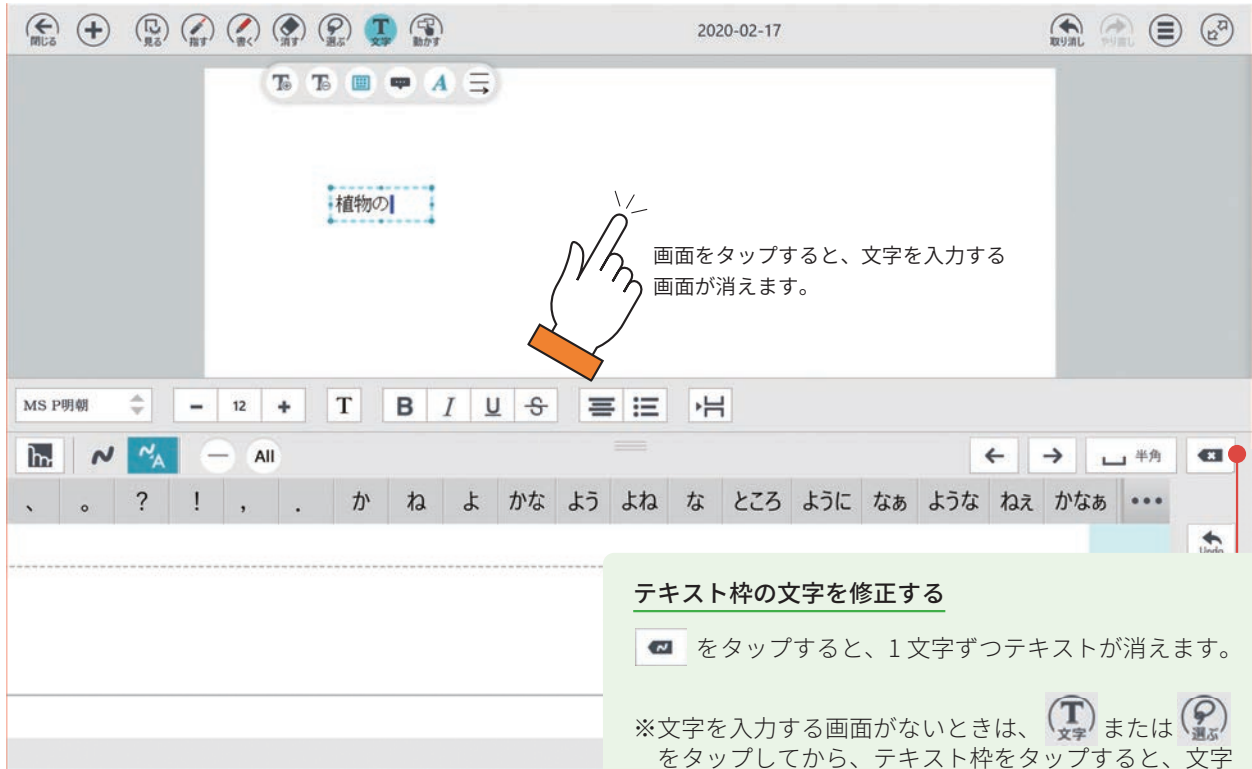 閉じる 見る 指す 書く 消す 選ぶ T 文字 動かす 2020-02-17 取り消し やり直し
T T A
植物の
画面をタップすると、文字を入力する
画面が消えます。
MS P明朝 - 12 + T B I U S
A All 半角
、 。 ? ! , . か ね よ かな よう よね な ところ ように なぁ ような ねぇ かなぁ •••
Undo
テキスト枠の文字を修正する
をタップすると、1文字ずつテキストが消えます。
※文字を入力する画面がないときは、 T 文字 または 選ぶ
をタップしてから、テキスト枠をタップすると、文字